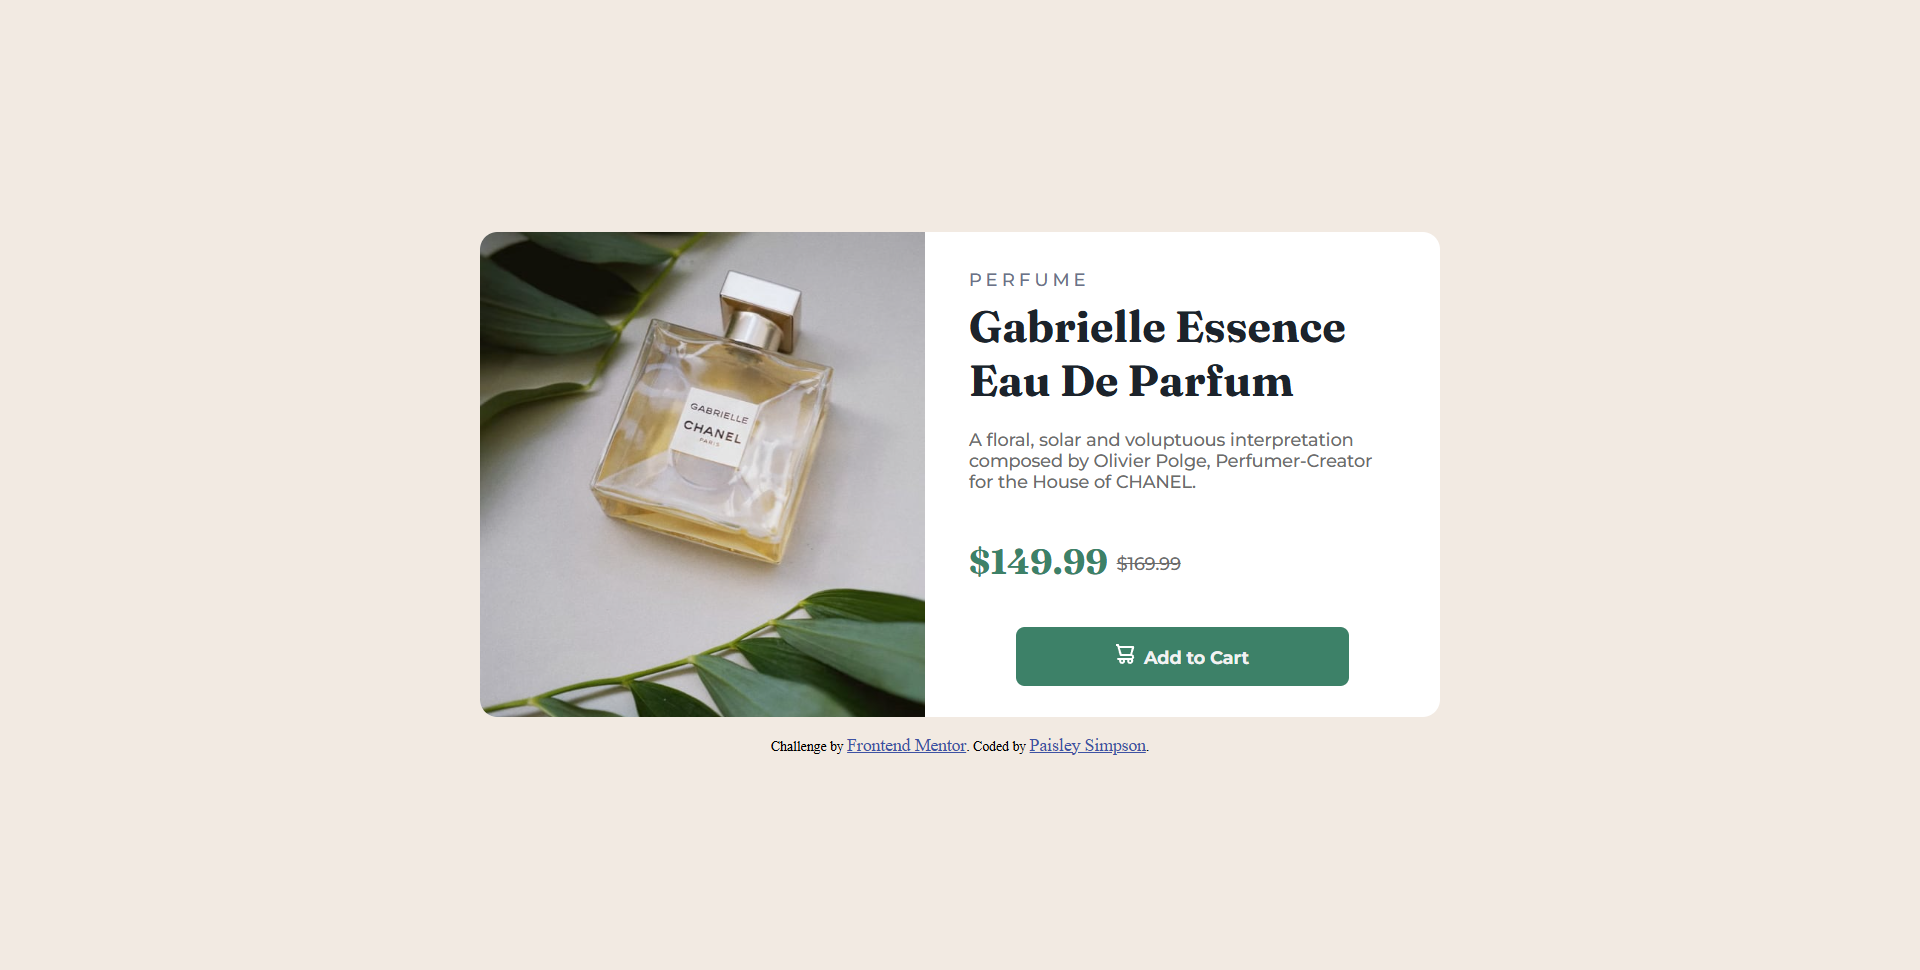 GABRIELLE
CHANEL
PARIS
PERFUME
Gabrielle Essence
Eau De Parfum
A floral, solar and voluptuous interpretation
composed by Olivier Polge, Perfumer-Creator
for the House of CHANEL.
$149.99 $169.99
Add to Cart
Challenge by Frontend Mentor. Coded by Paisley Simpson.